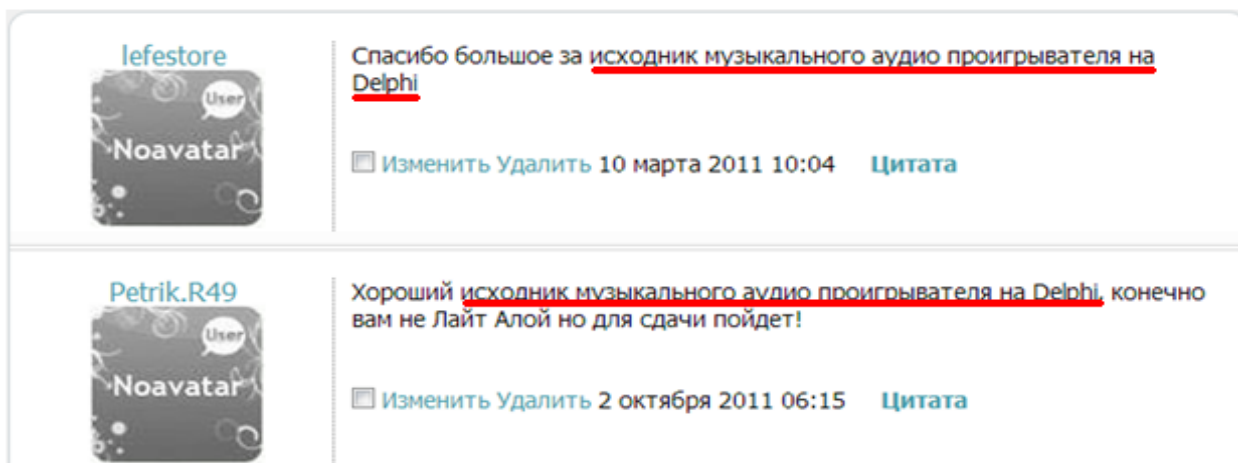 lefestore
User
Noavatar
Спасибо большое за исходник музыкального аудио проигрывателя на
Delphi
Изменить Удалить 10 марта 2011 10:04 Цитата
Petrik.R49
User
Noavatar
Хороший исходник музыкального аудио проигрывателя на Delphi, конечно
вам не Лайт Алой но для сдачи пойдет!
Изменить Удалить 2 октября 2011 06:15 Цитата